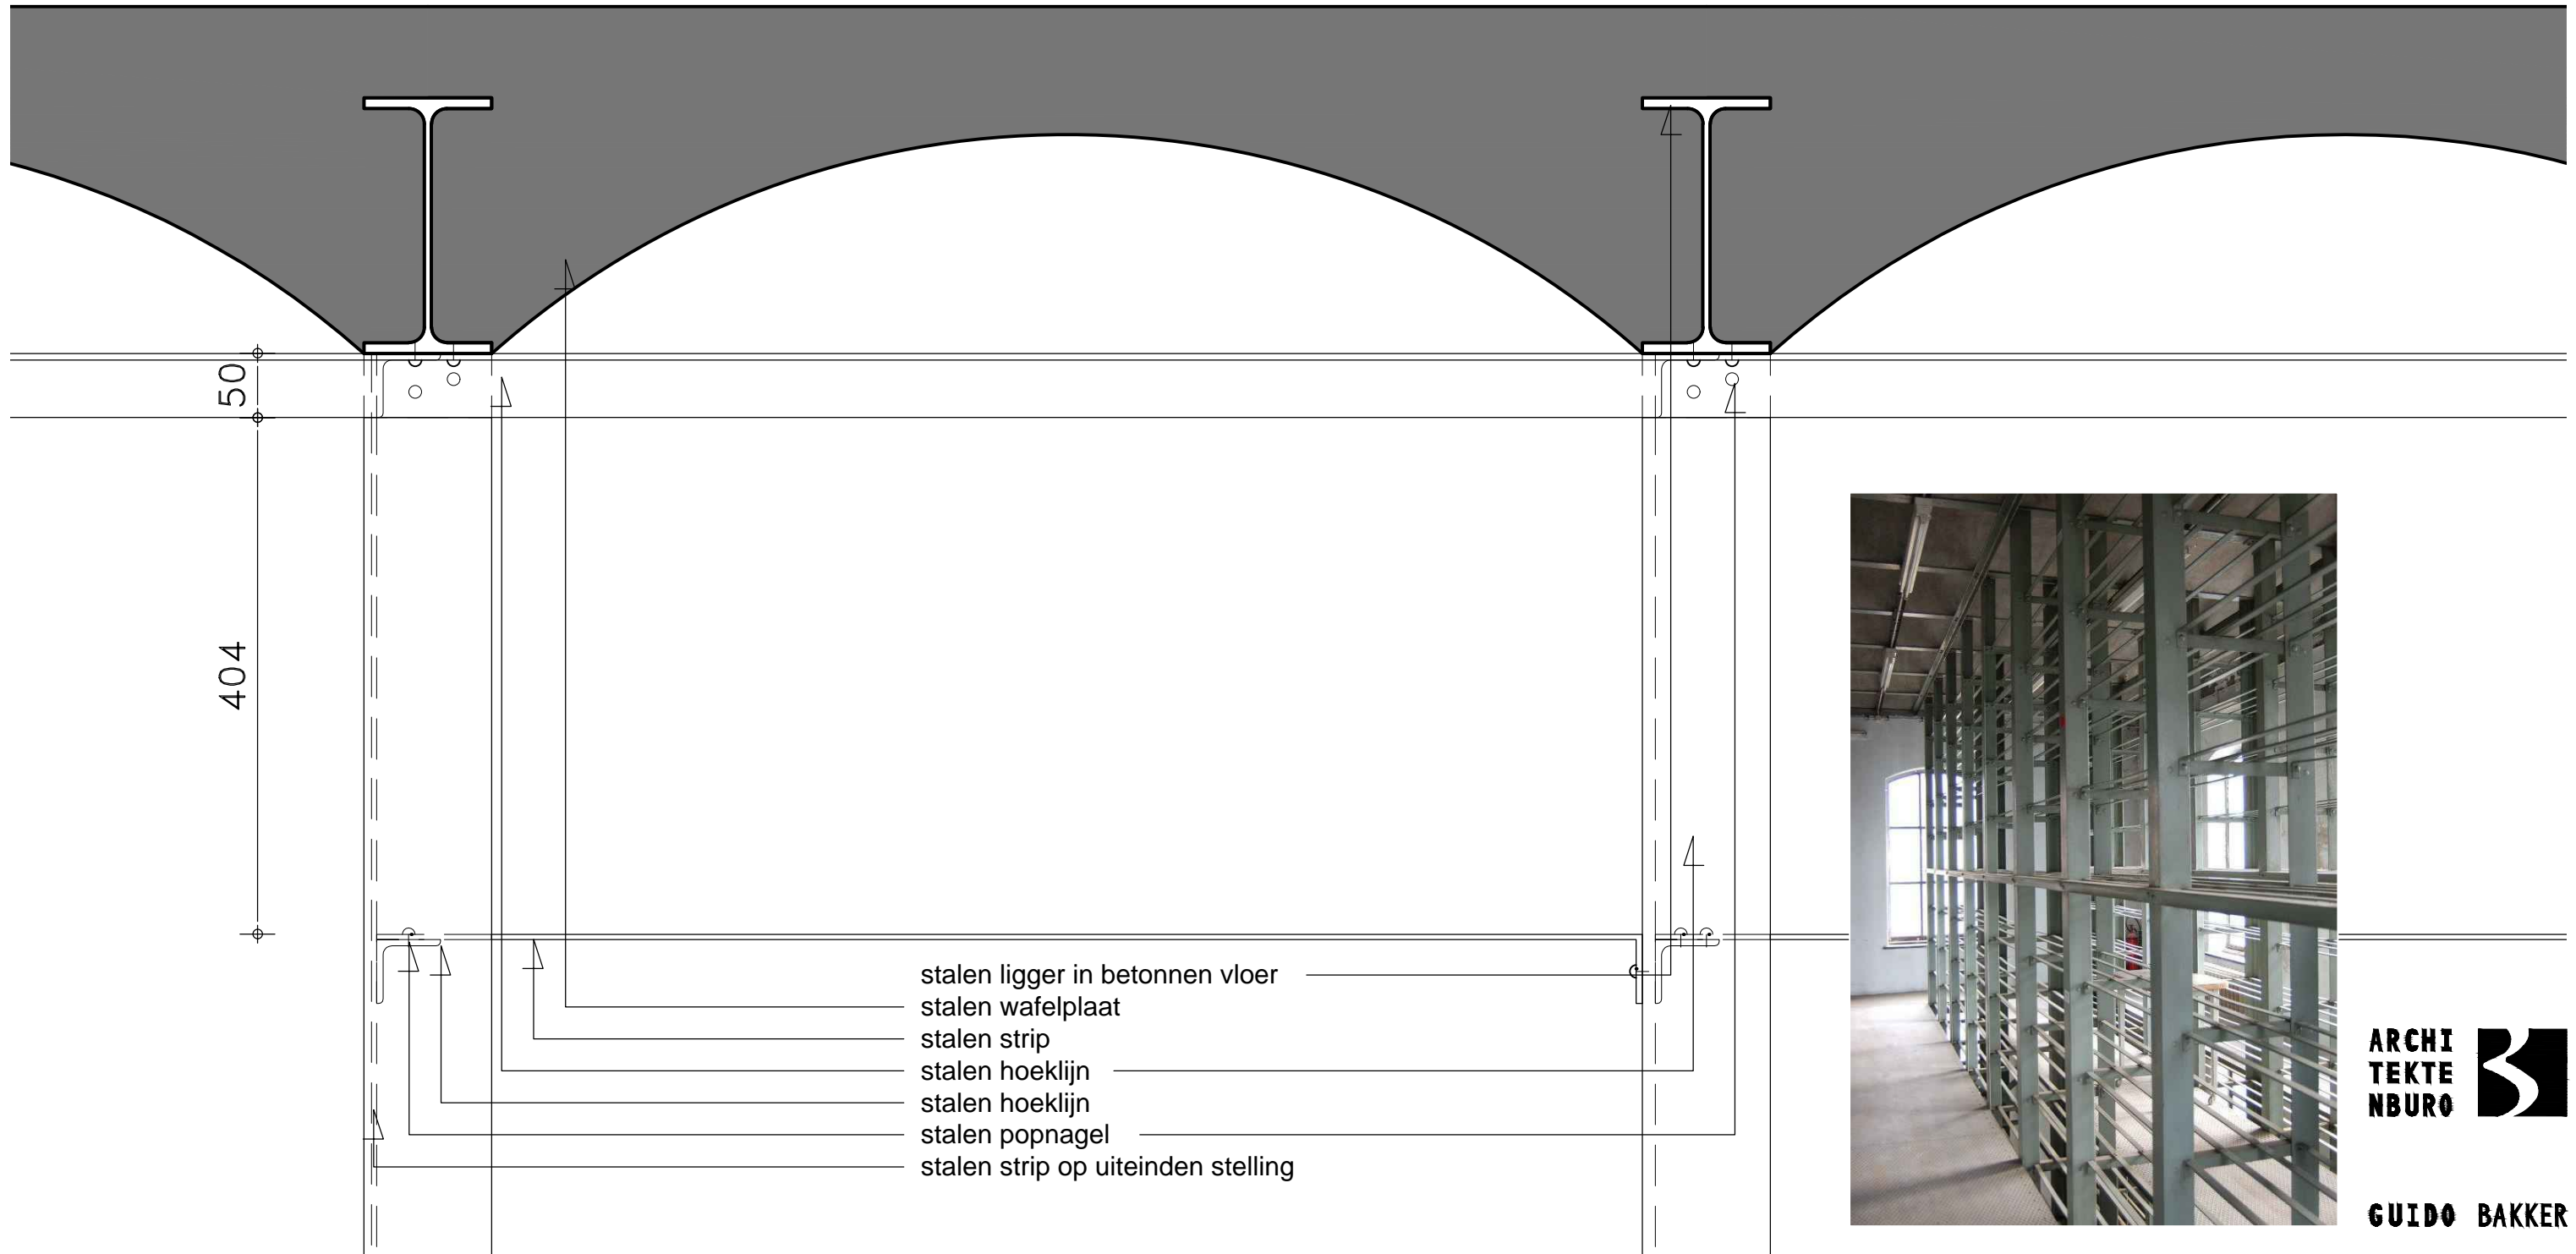 50
404
stalen ligger in betonnen vloer
stalen wafelplaat
stalen strip
stalen hoeklijn
stalen hoeklijn
stalen popnagel
stalen strip op uiteinden stelling
ARCHI
TEKTE
NBURO
GUIDO BAKKER